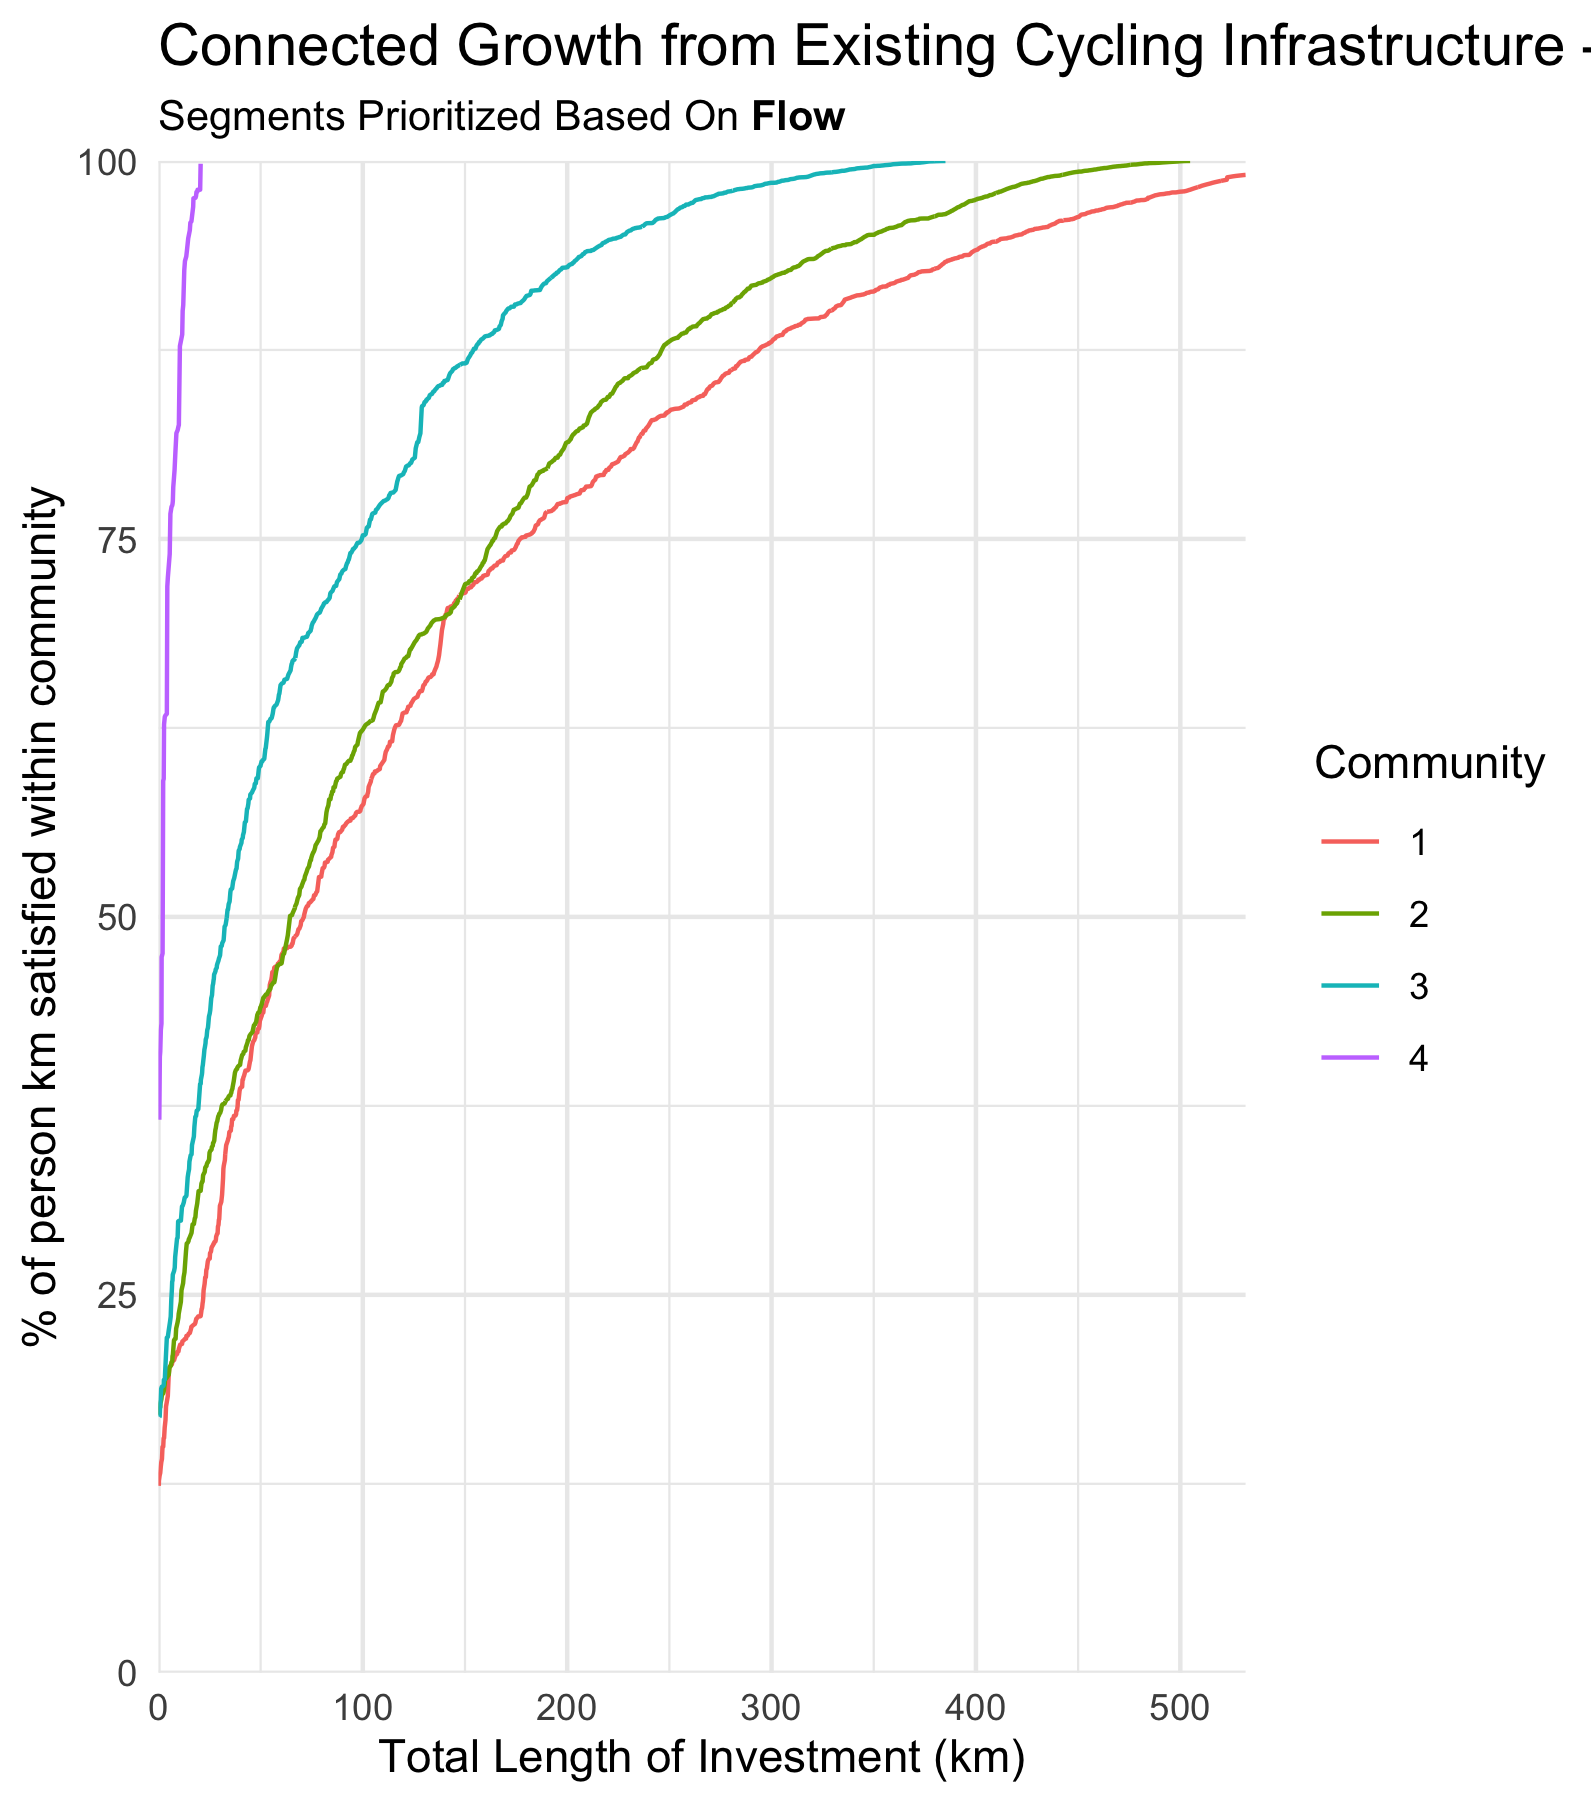 Connected Growth from Existing Cycling Infrastructure -
Segments Prioritized Based On Flow
% of person km satisfied within community
100
75
50
25
0
0 100 200 300 400 500
Total Length of Investment (km)
Community
1
2
3
4